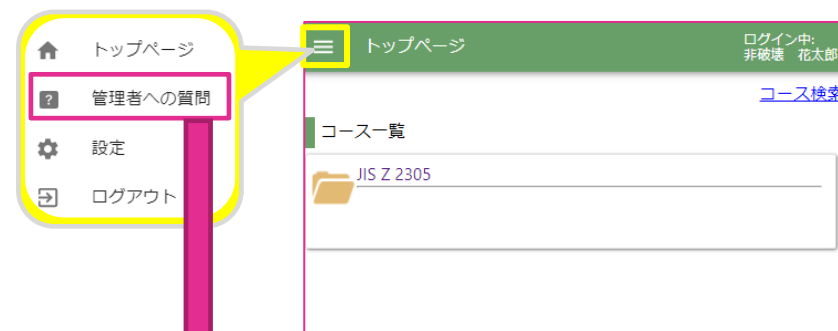 トップページ
管理者への質問
設定
ログアウト
トップページ
ログイン中:
非破壊 花太郎
コース検索
コース一覧
JIS Z 2305